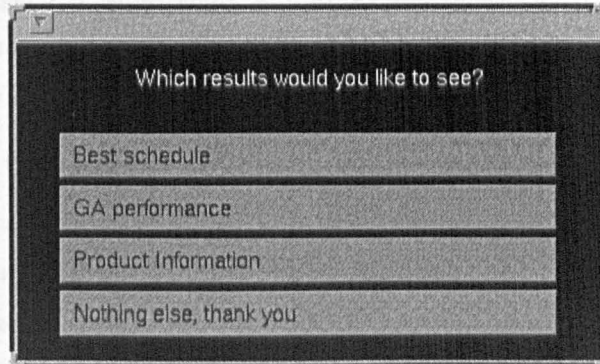 Which results would you like to see?
Best schedule
GA performance
Product Information
Nothing else, thank you